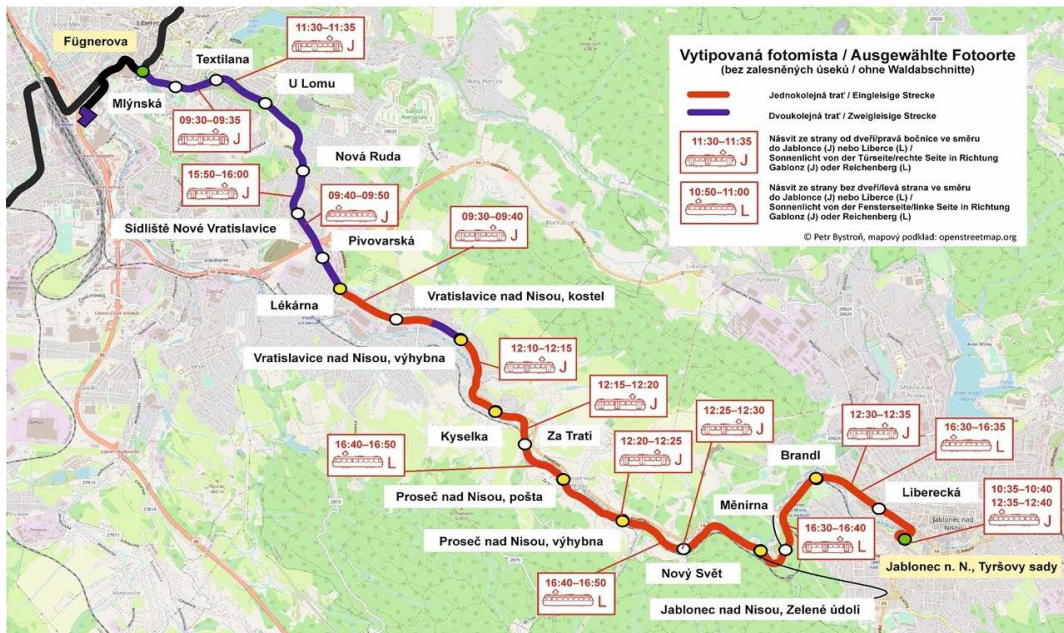 Vytipovaná fotomísta / Ausgewählte Fotoorte
(bez zalesněných úseků / ohne Waldabschnitte)
Jednokolejná trať / Eingleisige Strecke
Dvoukolejná trať / Zweigleisige Strecke
11:30–11:35
J
Násvit ze strany od dveří/pravá bočnice ve směru
do Jablonce (J) nebo Liberce (L) /
Sonnenlicht von der Türseite/rechte Seite in Richtung
Gablonz (J) oder Reichenberg (L)
10:50–11:00
L
Násvit ze strany bez dveří/levá strana ve směru
do Jablonce (J) nebo Liberce (L) /
Sonnenlicht von der Fensterseite/linke Seite in Richtung
Gablonz (J) oder Reichenberg (L)
© Petr Bystroň, mapový podklad: openstreetmap.org
Fügnerova
11:30–11:35
J
Textilana
U Lomu
Mlýnská
09:30–09:35
J
Nová Ruda
15:50–16:00
J
09:40–09:50
J
Sídliště Nové Vratislavice
Pivovarská
09:30–09:40
J
Lékárna
Vratislavice nad Nisou, kostel
Vratislavice nad Nisou, výhybna
12:10–12:15
J
12:15–12:20
J
Kyselka
Za Trati
12:25–12:30
J
12:30–12:35
J
16:30–16:35
L
16:40–16:50
L
12:20–12:25
J
Brandl
Proseč nad Nisou, pošta
Měnírna
Liberecká
10:35–10:40
12:35–12:40
J
Proseč nad Nisou, výhybna
16:30–16:40
L
Jablonec n. N., Tyršovy sady
16:40–16:50
L
Nový Svět
Jablonec nad Nisou, Zelené údolí